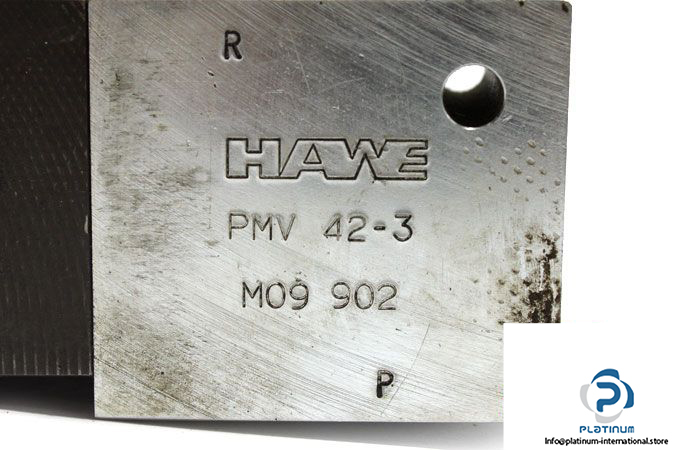 R
HAWE
PMV 42-3
M09 902
P
PLATINUM
Info@platinum-international.store